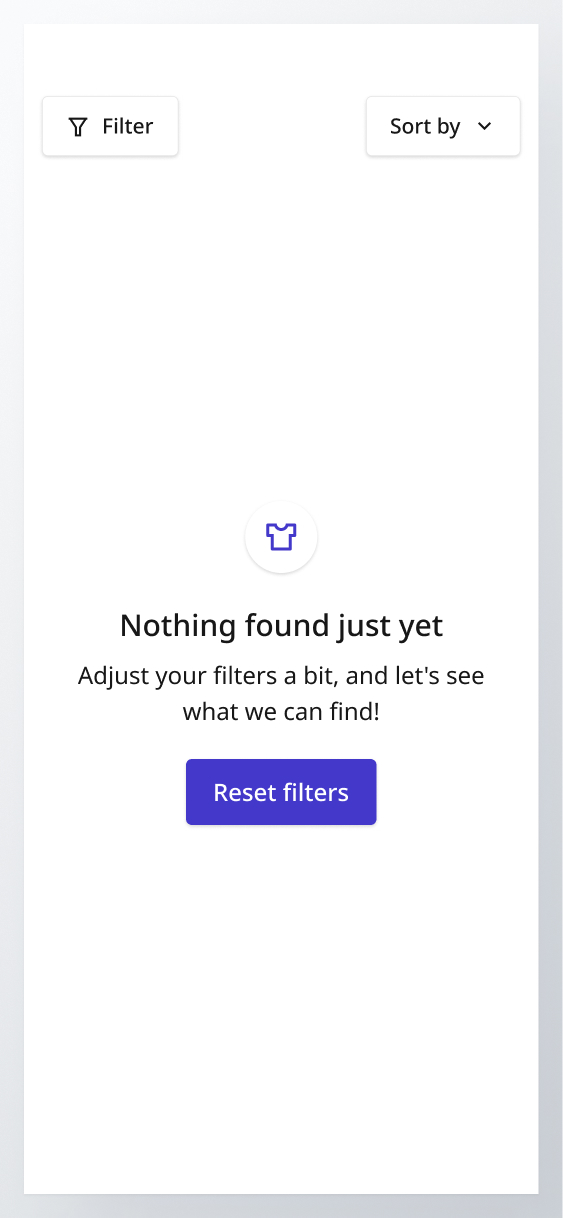 Filter
Sort by
Nothing found just yet
Adjust your filters a bit, and let's see
what we can find!
Reset filters